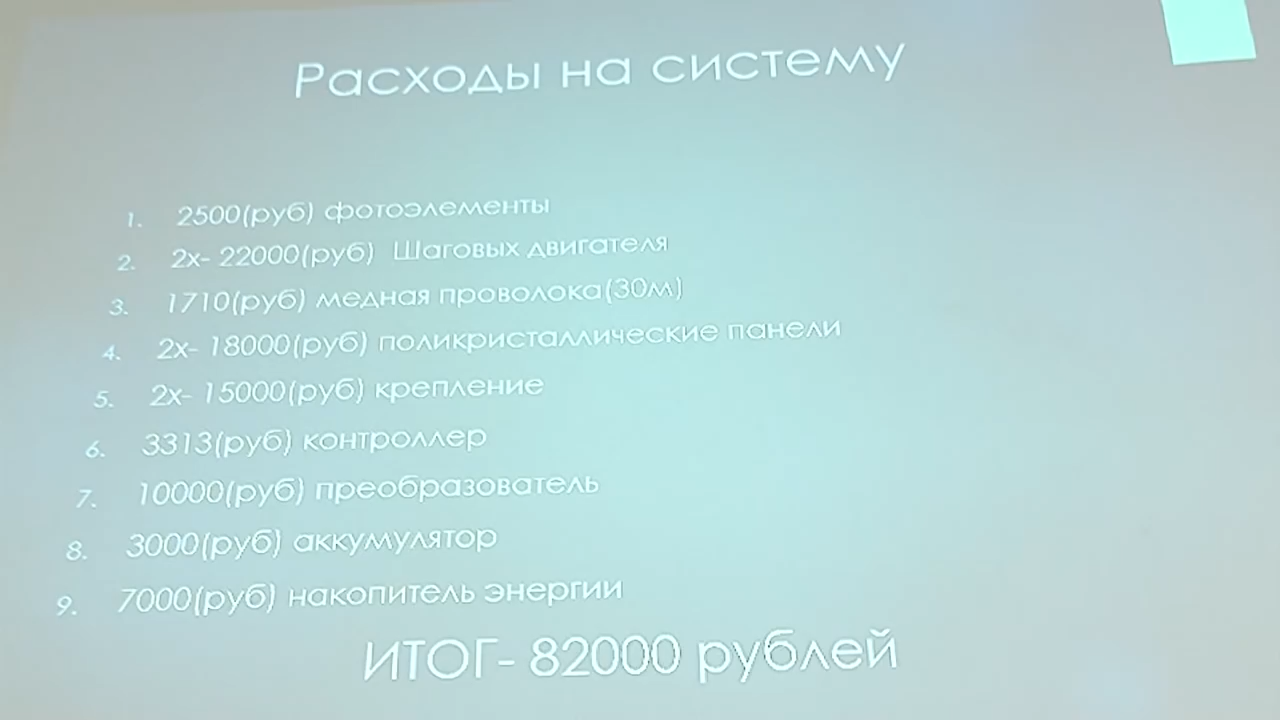 Расходы на систему
1. 2500(руб) фотоэлементы
2. 2х- 22000(руб) Шаговых двигателя
3. 1710(руб) медная проволока(30м)
4. 2х- 18000(руб) поликристаллические панели
5. 2х- 15000(руб) крепление
6. 3313(руб) контроллер
7. 10000(руб) преобразователь
8. 3000(руб) аккумулятор
9. 7000(руб) накопитель энергии
ИТОГ- 82000 рублей